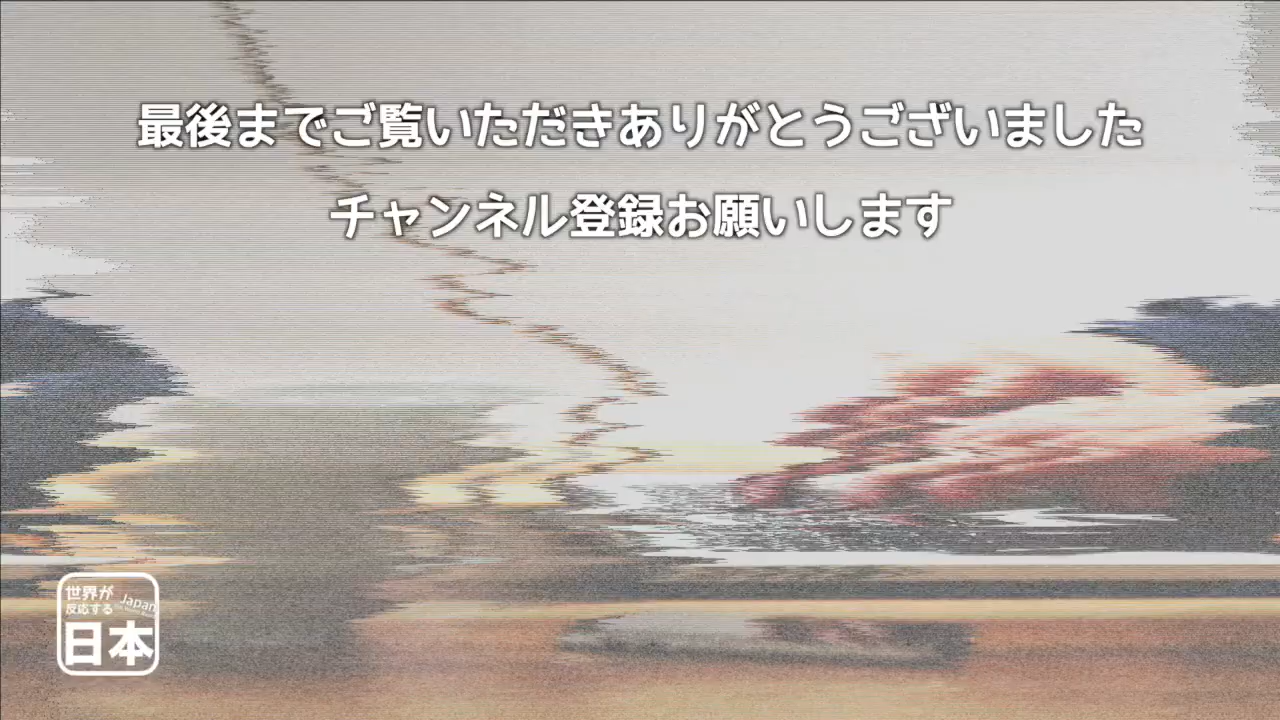 最後までご覧いただきありがとうございました
チャンネル登録お願いします
世界が
反応する
Japan
日本